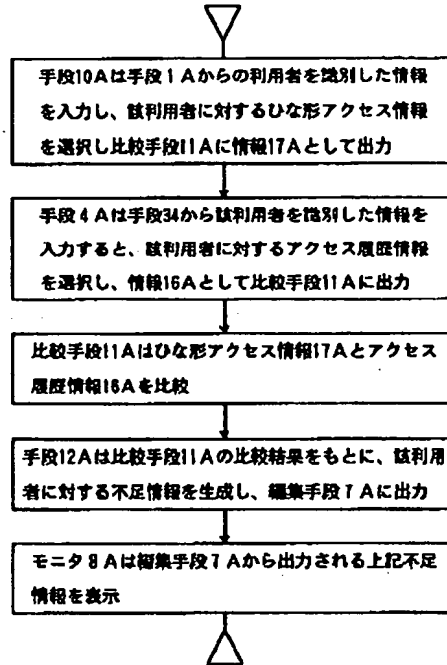 手段10Aは手段1Aからの利用者を識別した情報
を入力し、該利用者に対するひな形アクセス情報
を選択し比較手段11Aに情報17Aとして出力
手段4Aは手段34から該利用者を識別した情報を
入力すると、該利用者に対するアクセス履歴情報
を選択し、情報16Aとして比較手段11Aに出力
比較手段11Aはひな形アクセス情報17Aとアクセス
履歴情報16Aを比較
手段12Aは比較手段11Aの比較結果をもとに、該利用
者に対する不足情報を生成し、編集手段7Aに出力
モニタ8Aは編集手段7Aから出力される上記不足
情報を表示